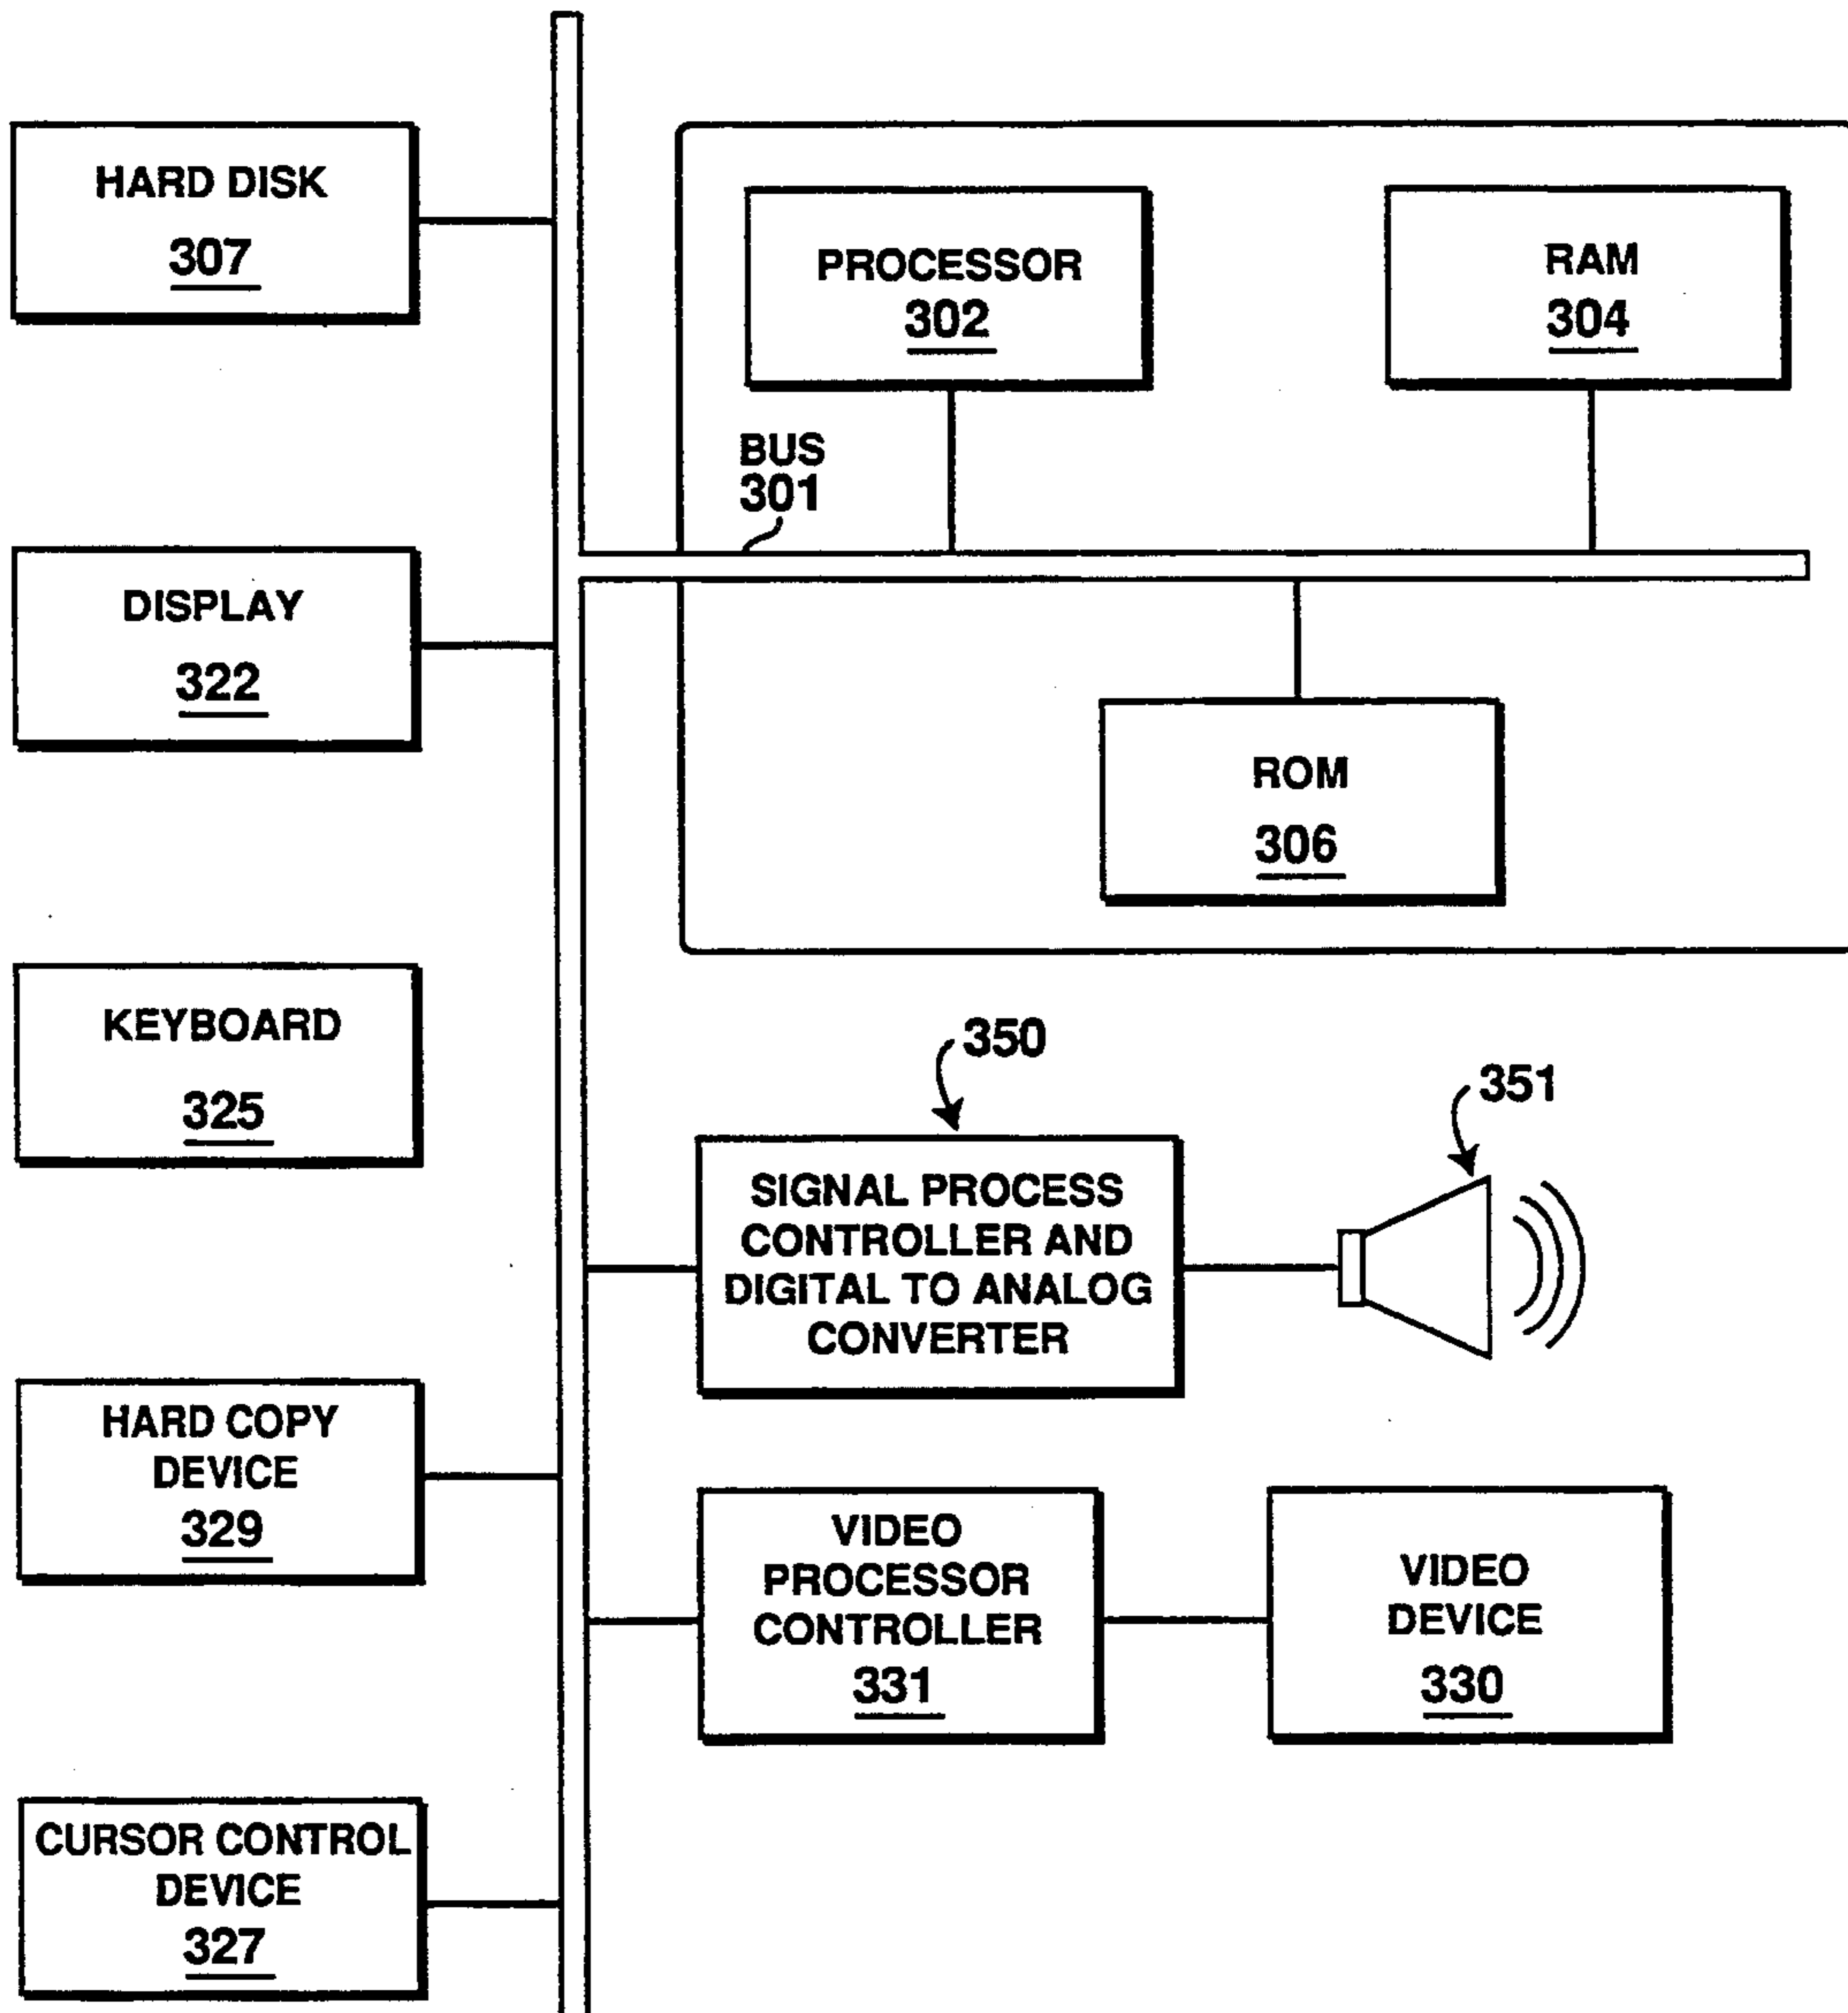 HARD DISK
307
PROCESSOR
302
RAM
304
BUS
301
DISPLAY
322
ROM
306
KEYBOARD
325
350
351
SIGNAL PROCESS
CONTROLLER AND
DIGITAL TO ANALOG
CONVERTER
HARD COPY
DEVICE
329
VIDEO
PROCESSOR
CONTROLLER
331
VIDEO
DEVICE
330
CURSOR CONTROL
DEVICE
327